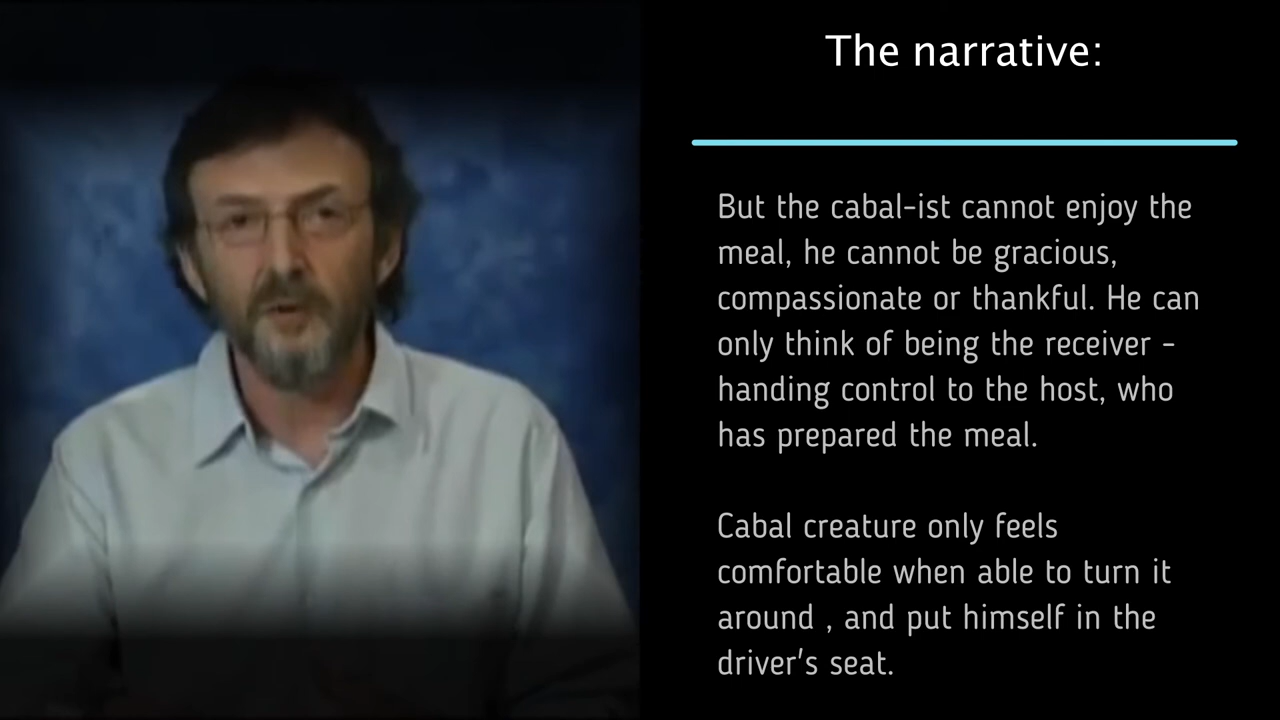 The narrative:
But the cabal-ist cannot enjoy the
meal, he cannot be gracious,
compassionate or thankful. He can
only think of being the receiver -
handing control to the host, who
has prepared the meal.
Cabal creature only feels
comfortable when able to turn it
around , and put himself in the
driver's seat.